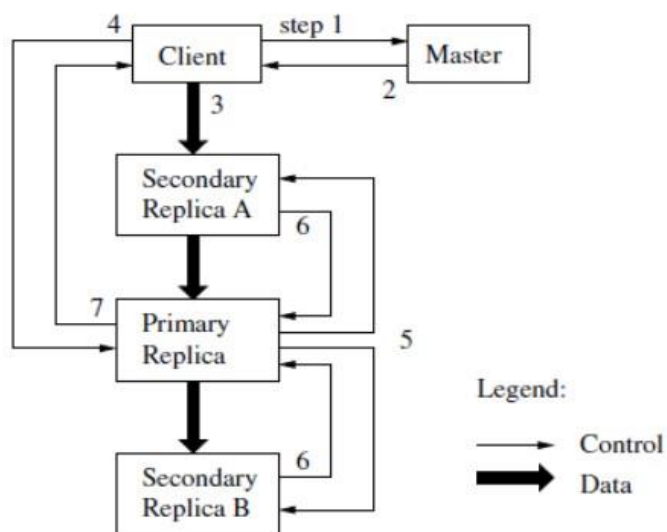 4
step 1
Client
Master
2
3
Secondary
Replica A
6
7
Primary
Replica
5
Legend:
Control
6
Secondary
Replica B
Data